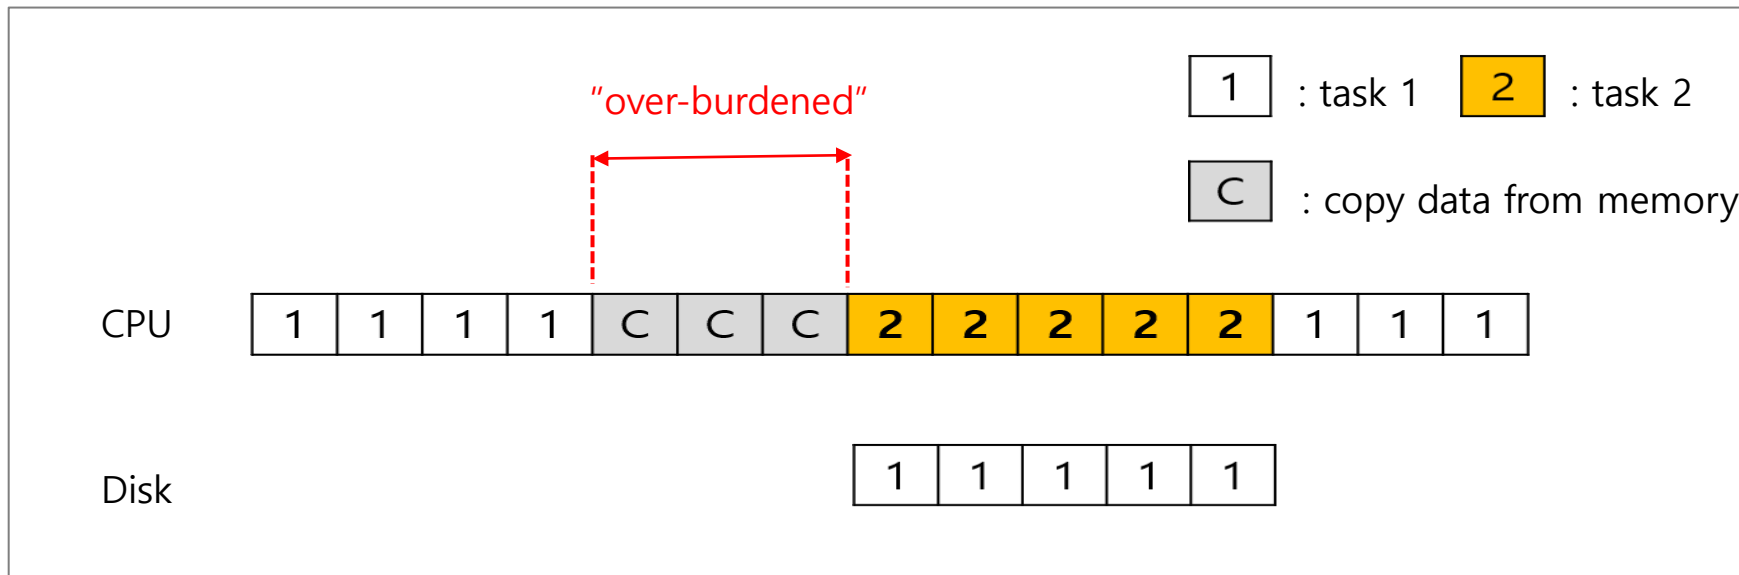 1 : task 1 2 : task 2
"over-burdened"
C : copy data from memory
CPU 1 1 1 1 C C C 2 2 2 2 2 1 1 1
Disk 1 1 1 1 1